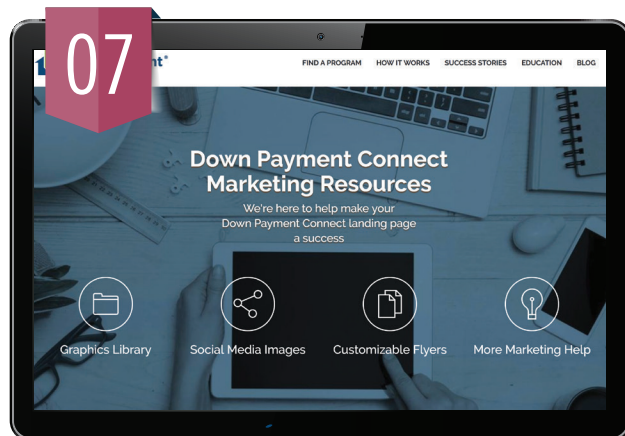 07
FIND A PROGRAM HOW IT WORKS SUCCESS STORIES EDUCATION BLOG
Down Payment Connect
Marketing Resources
We're here to help make your
Down Payment Connect landing page
a success
Graphics Library Social Media Images Customizable Flyers More Marketing Help